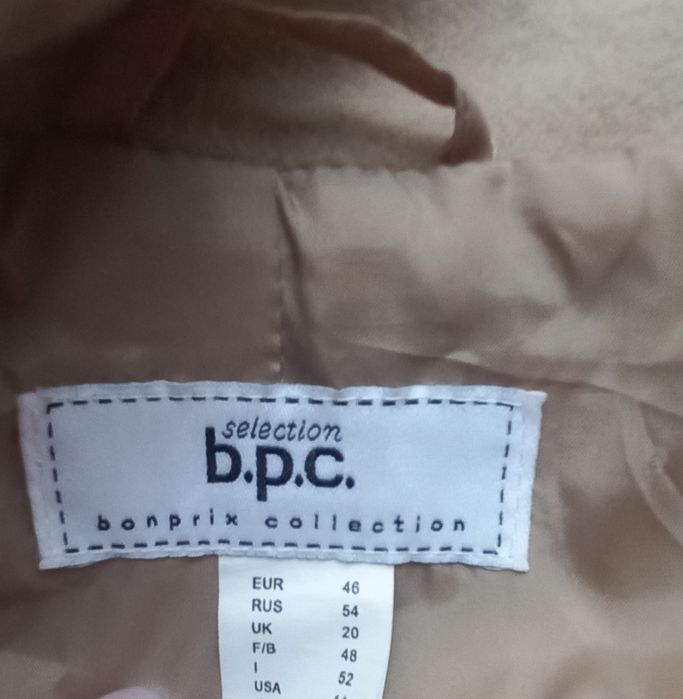 selection
b.p.c.
bonprix collection
EUR 46
RUS 54
UK 20
F/B 48
I 52
USA